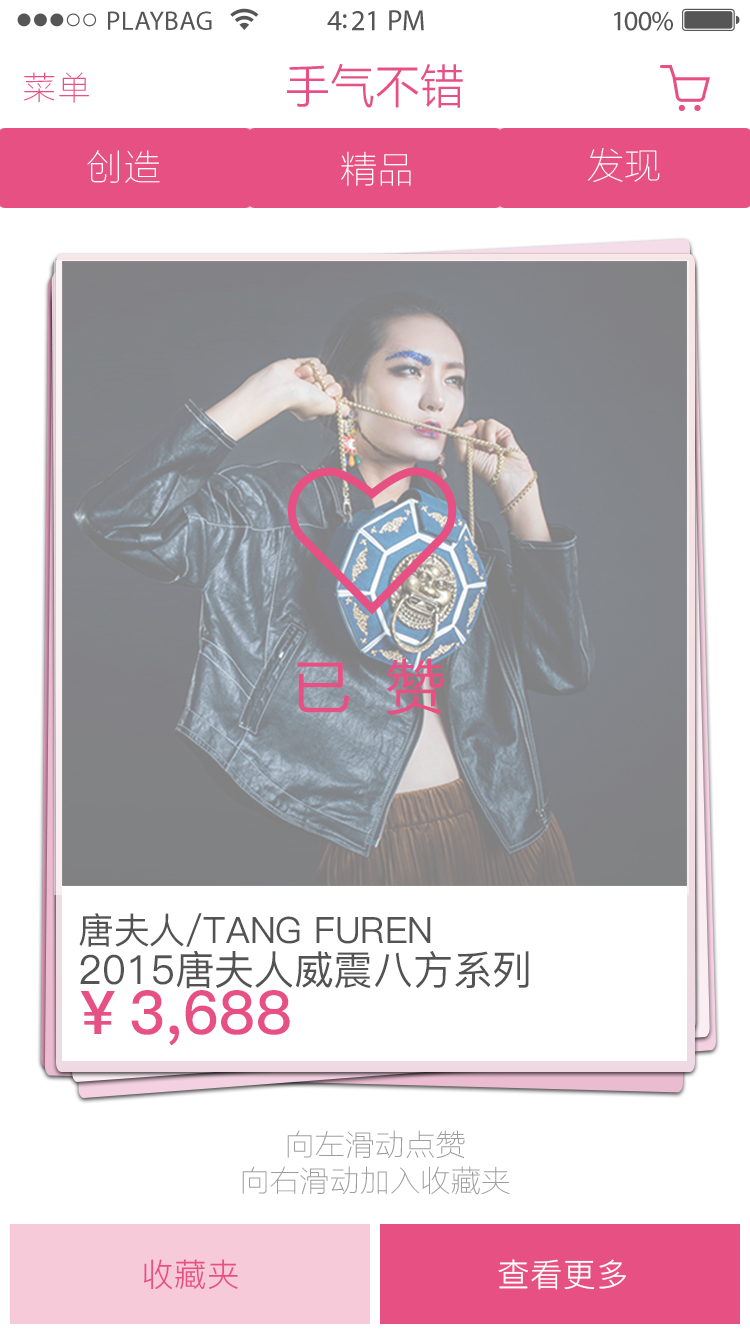 PLAYBAG 4:21 PM 100%
菜单 手气不错
创造 精品 发现
已赞
唐夫人/TANG FUREN
2015唐夫人威震八方系列
¥3,688
向左滑动点赞
向右滑动加入收藏夹
收藏夹 查看更多